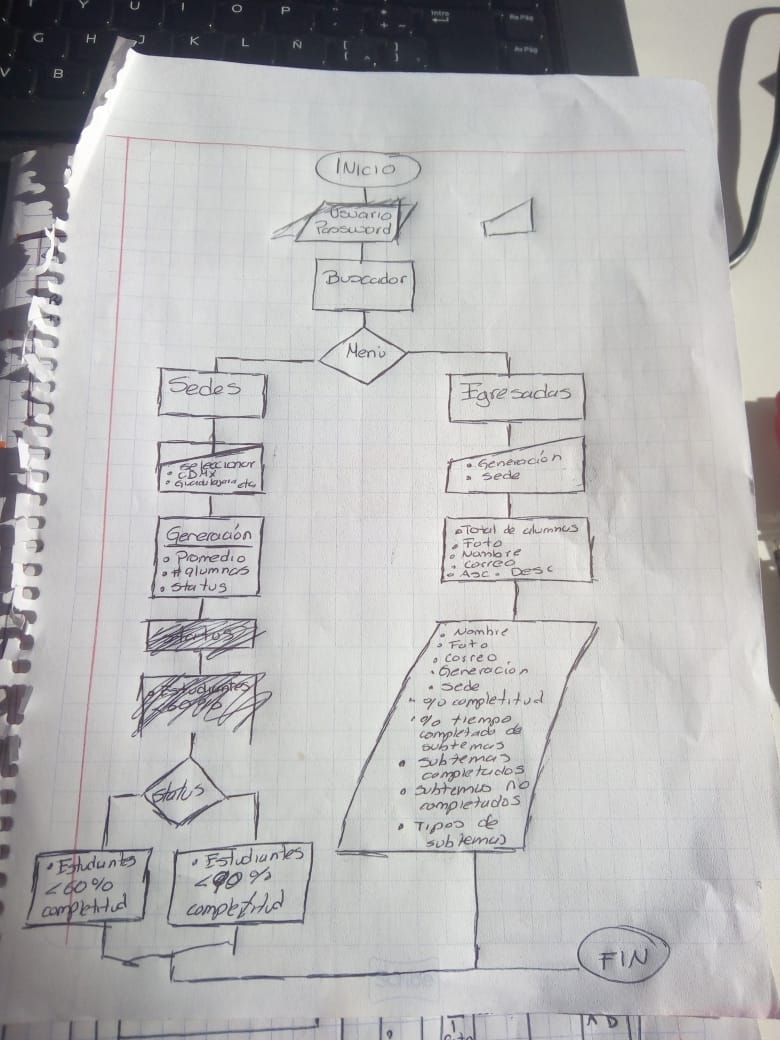 Y U I O P
Intro
Re Pág
G H J K L Ñ
Av Pág
V B
INICIO
Usuario
Password
Buscador
Menú
Sedes
Egresadas
• Seleccionar
• CDMX
• Guadalajara etc
• Generación
• Sede
Generación
• Promedio
• # alumnas
• Status
• Total de alumnas
• Foto
• Nombre
• Correo
• Asc. Desc
Status
• Estudiantes
<60%
• Nombre
• Foto
• Correo
• Generación
• Sede
• % completitud
• % tiempo
completado de
subtemas
• subtemas
completados
• subtemas no
completados
• Tipos de
subtemas
Status
• Estudiantes
<60%
completitud
• Estudiantes
<90%
completitud
FIN
Scribe
A D